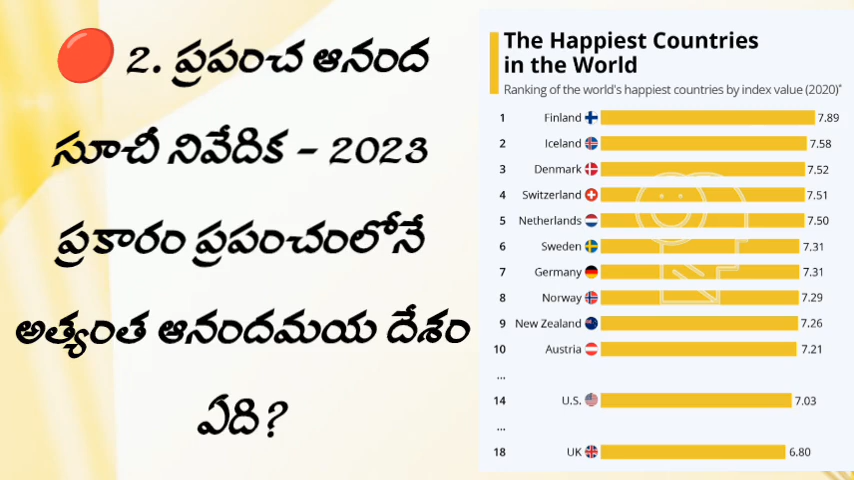 2. ప్రపంచ ఆనంద
సూచీ నివేదిక - 2023
ప్రకారం ప్రపంచంలోనే
అత్యంత ఆనందమయ దేశం
ఏది?
The Happiest Countries
in the World
Ranking of the world's happiest countries by index value (2020)*
1 Finland 7.89
2 Iceland 7.58
3 Denmark 7.52
4 Switzerland 7.51
5 Netherlands 7.50
6 Sweden 7.31
7 Germany 7.31
8 Norway 7.29
9 New Zealand 7.26
10 Austria 7.21
...
14 U.S. 7.03
...
18 UK 6.80